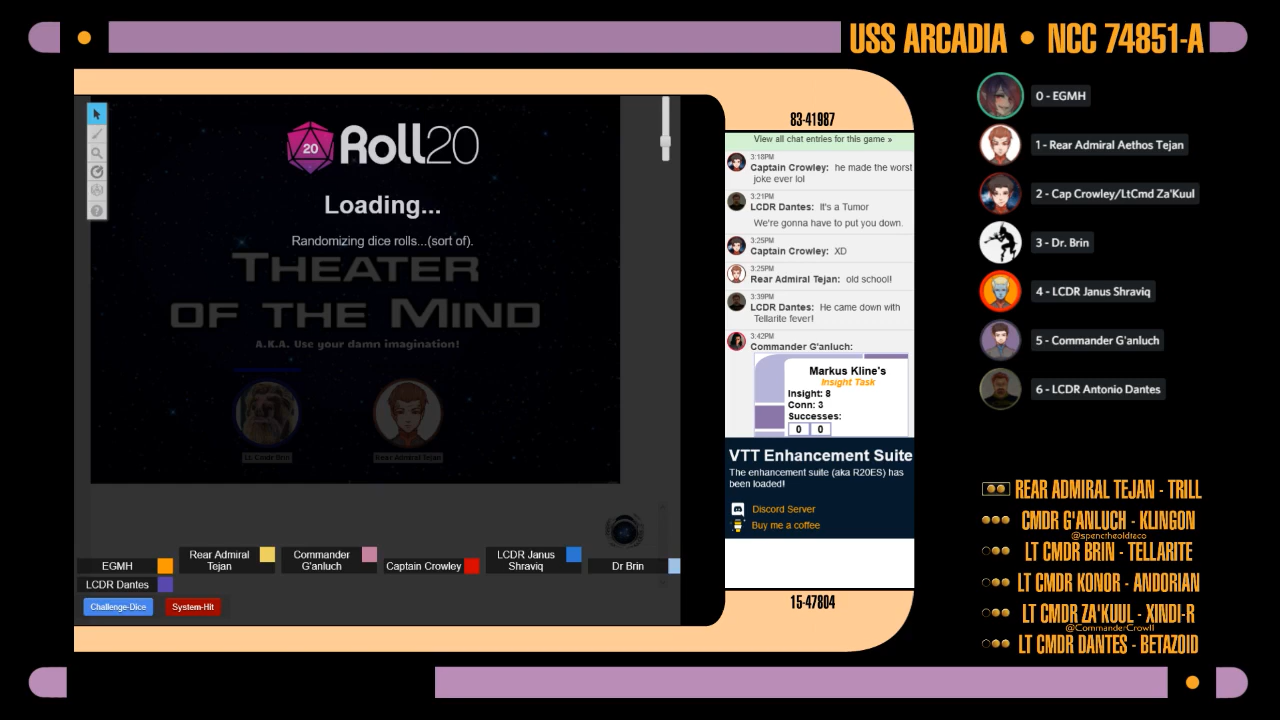 USS ARCADIA • NCC 74851-A
20
Roll20
Loading...
Randomizing dice rolls...(sort of).
THEATER
OF THE MIND
A.K.A. Use your damn imagination!
Lt. Cmdr Brin
Rear Admiral Tejan
EGMH
Rear Admiral
Tejan
Commander
G'anluch
Captain Crowley
LCDR Janus
Shraviq
Dr Brin
LCDR Dantes
Challenge-Dice
System-Hit
83-41987
View all chat entries for this game »
3:18PM
Captain Crowley: he made the worst
joke ever lol
3:21PM
LCDR Dantes: It's a Tumor
We're gonna have to put you down.
3:25PM
Captain Crowley: XD
3:25PM
Rear Admiral Tejan: old school!
3:39PM
LCDR Dantes: He came down with
Tellarite fever!
3:42PM
Commander G'anluch:
Markus Kline's
Insight Task
Insight: 8
Conn: 3
Successes:
0 0
VTT Enhancement Suite
The enhancement suite (aka R20ES) has
been loaded!
Discord Server
Buy me a coffee
15-47804
0 - EGMH
1 - Rear Admiral Aethos Tejan
2 - Cap Crowley/LtCmd Za'Kuul
3 - Dr. Brin
4 - LCDR Janus Shraviq
5 - Commander G'anluch
6 - LCDR Antonio Dantes
REAR ADMIRAL TEJAN - TRILL
CMDR G'ANLUCH - KLINGON
@spenctheoldtaco
LT CMDR BRIN - TELLARITE
LT CMDR KONOR - ANDORIAN
LT CMDR ZA'KUUL - XINDI-R
@CommanderCrowll
LT CMDR DANTES - BETAZOID